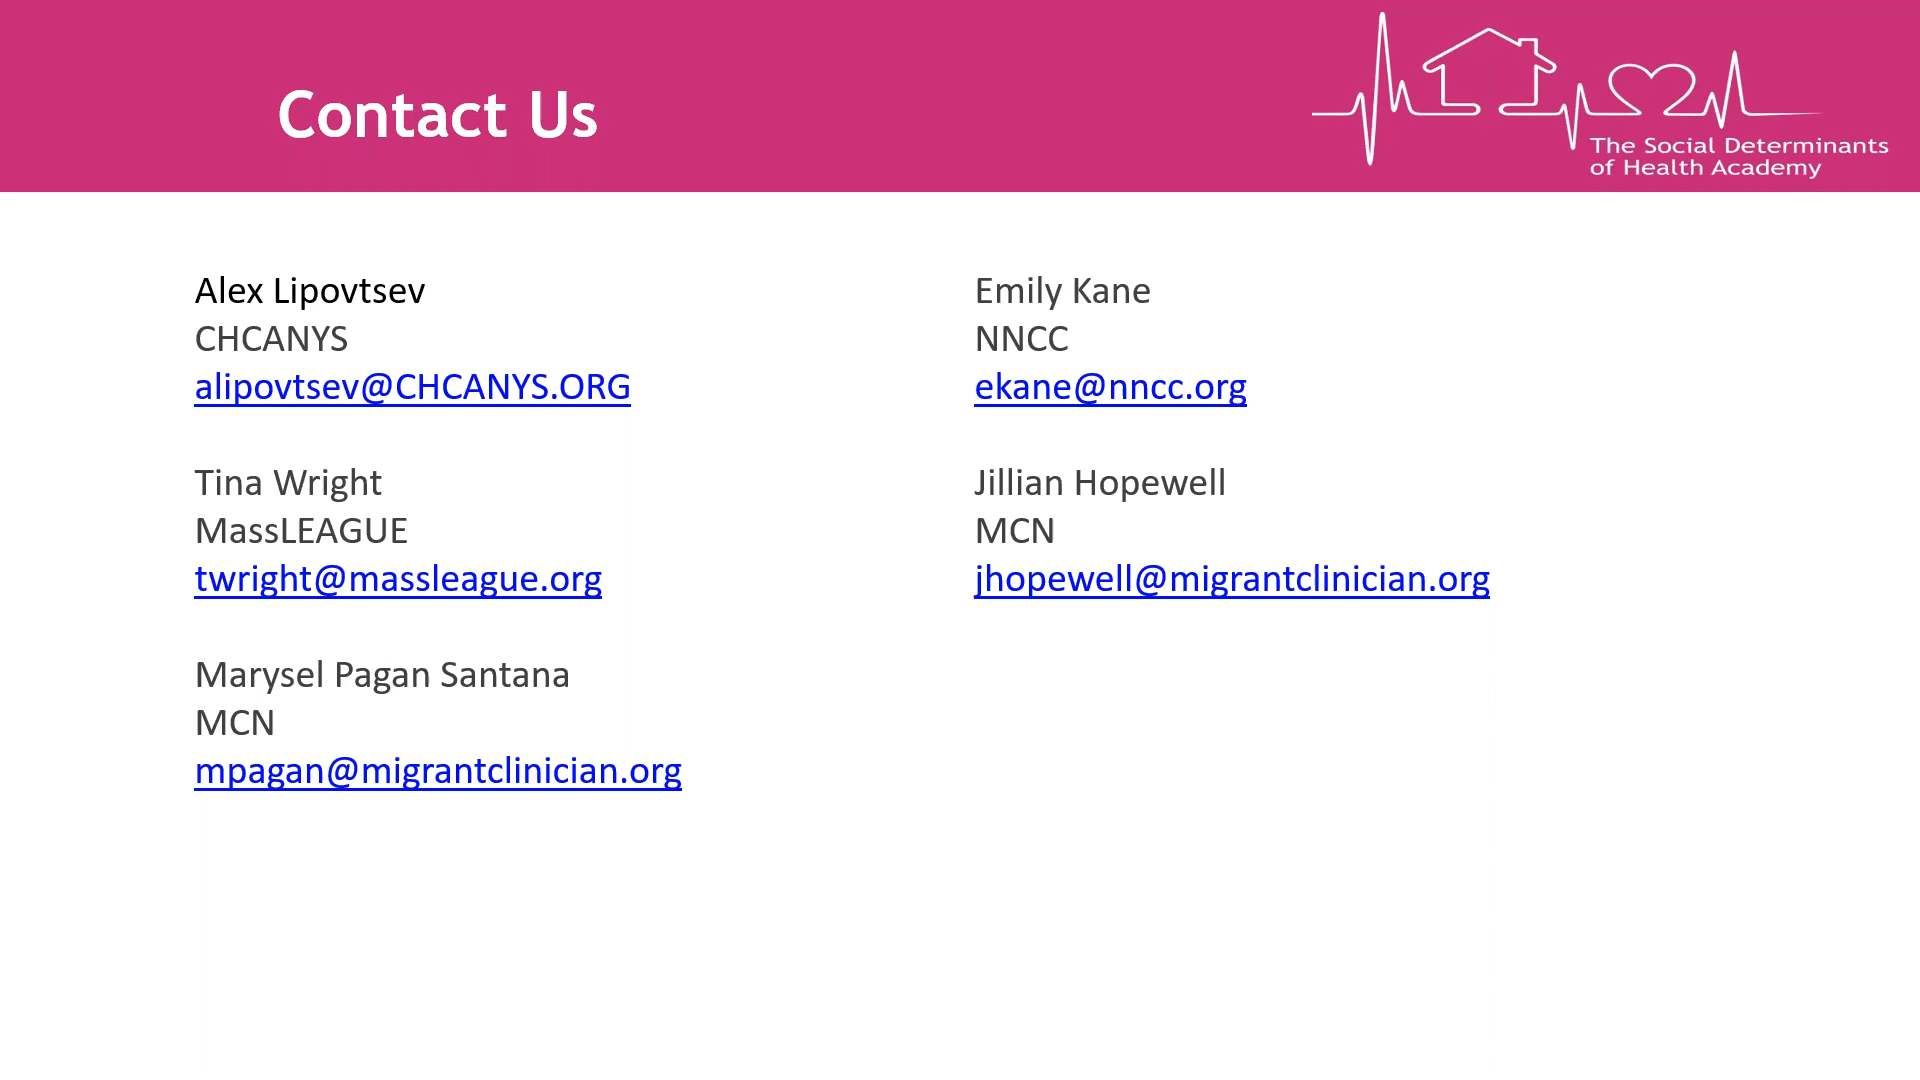 Contact Us
The Social Determinants
of Health Academy
Alex Lipovtsev
CHCANYS
alipovtsev@CHCANYS.ORG
Tina Wright
MassLEAGUE
twright@massleague.org
Marysel Pagan Santana
MCN
mpagan@migrantclinician.org
Emily Kane
NNCC
ekane@nncc.org
Jillian Hopewell
MCN
jhopewell@migrantclinician.org